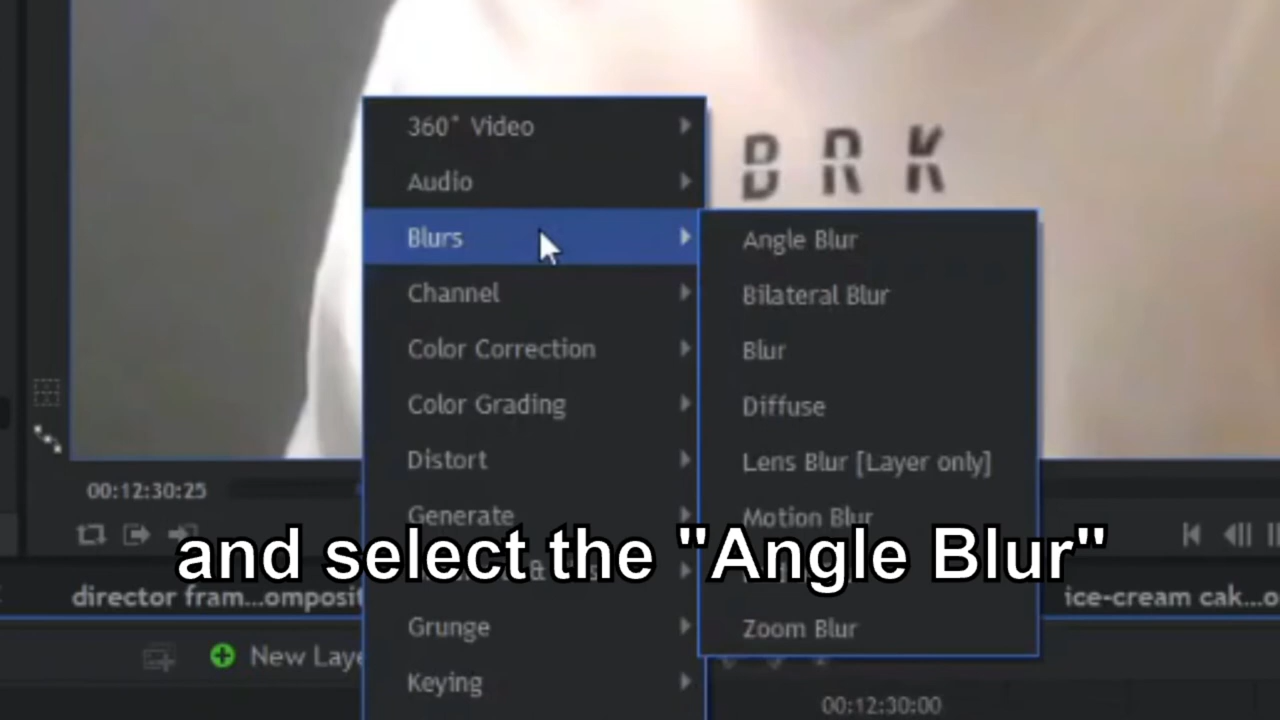 360° Video
Audio
B R K
Blurs
Angle Blur
Channel
Bilateral Blur
Color Correction
Blur
Color Grading
Diffuse
Distort
Lens Blur [Layer only]
00:12:30:25
Generate
Motion Blur
and select the "Angle Blur"
director fram...omposit
ice-cream cak...o
Grunge
Zoom Blur
New Laye
Keying
00:12:30:00